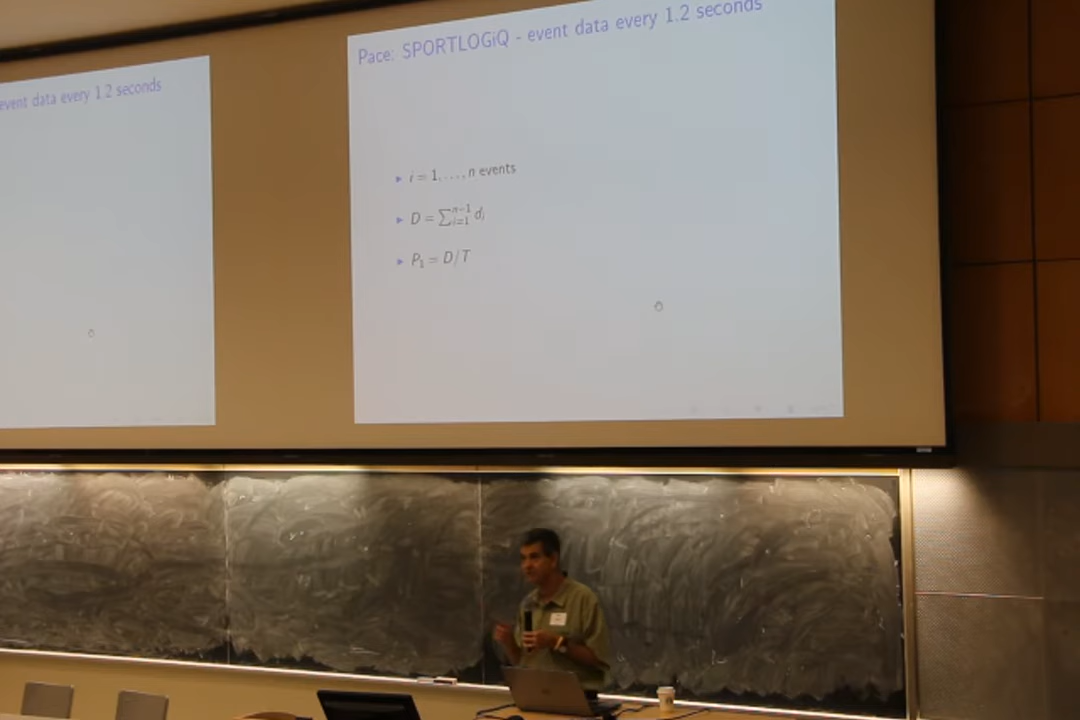 event data every 1.2 seconds
Pace: SPORTLOGiQ - event data every 1.2 seconds
► i = 1, . . . , n events
► D = ∑_{i=1}^{n−1} d_i
► P_1 = D/T